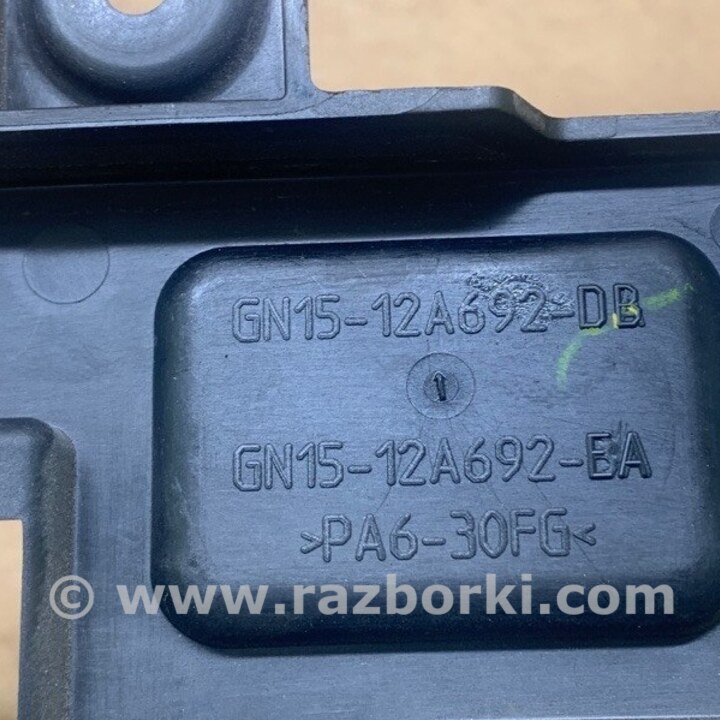 GN15-12A692-DB
GN15-12A692-EA
>PA6-30FG<
© www.razborki.com